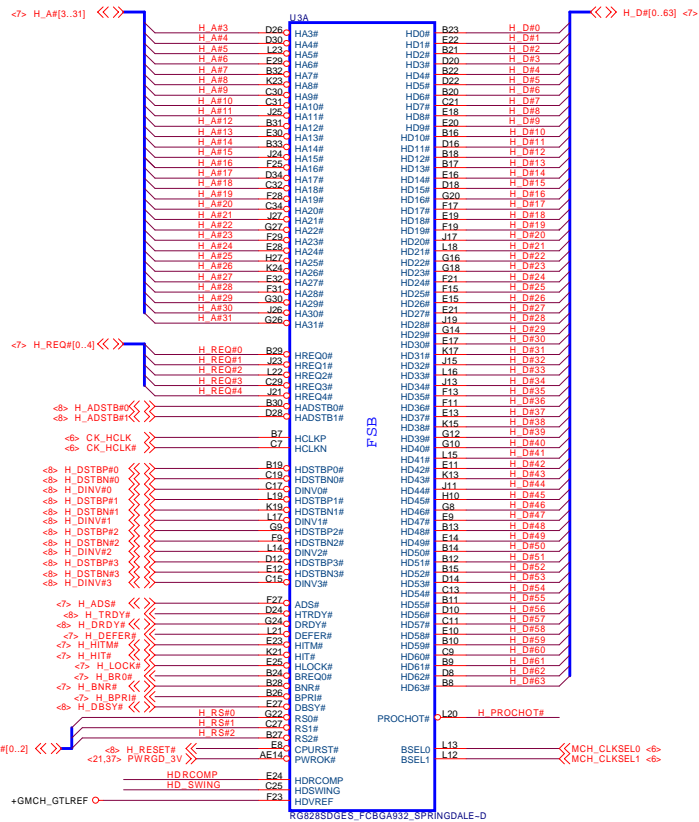 <7> H_A#[3..31]
U3A
H_A#3 D26 HA3#
H_A#4 D30 HA4#
H_A#5 L23 HA5#
H_A#6 E29 HA6#
H_A#7 B32 HA7#
H_A#8 K23 HA8#
H_A#9 C30 HA9#
H_A#10 C31 HA10#
H_A#11 J25 HA11#
H_A#12 B31 HA12#
H_A#13 E30 HA13#
H_A#14 B33 HA14#
H_A#15 J24 HA15#
H_A#16 F25 HA16#
H_A#17 D34 HA17#
H_A#18 C32 HA18#
H_A#19 F28 HA19#
H_A#20 C34 HA20#
H_A#21 J27 HA21#
H_A#22 G27 HA22#
H_A#23 F29 HA23#
H_A#24 E28 HA24#
H_A#25 H27 HA25#
H_A#26 K24 HA26#
H_A#27 E32 HA27#
H_A#28 F31 HA28#
H_A#29 G30 HA29#
H_A#30 J26 HA30#
H_A#31 G26 HA31#
<7> H_REQ#[0..4]
H_REQ#0 B29 HREQ0#
H_REQ#1 J23 HREQ1#
H_REQ#2 L22 HREQ2#
H_REQ#3 C29 HREQ3#
H_REQ#4 J21 HREQ4#
<8> H_ADSTB#0 B30 HADSTB0#
<8> H_ADSTB#1 D28 HADSTB1#
<6> CK_HCLK B7 HCLKP
<6> CK_HCLK# C7 HCLKN
<8> H_DSTBP#0 B19 HDSTBP0#
<8> H_DSTBN#0 C19 HDSTBN0#
<8> H_DINV#0 C17 DINV0#
<8> H_DSTBP#1 L19 HDSTBP1#
<8> H_DSTBN#1 K19 HDSTBN1#
<8> H_DINV#1 L17 DINV1#
<8> H_DSTBP#2 G9 HDSTBP2#
<8> H_DSTBN#2 F9 HDSTBN2#
<8> H_DINV#2 L14 DINV2#
<8> H_DSTBP#3 D12 HDSTBP3#
<8> H_DSTBN#3 E12 HDSTBN3#
<8> H_DINV#3 C15 DINV3#
<7> H_ADS# F27 ADS#
<8> H_TRDY# D24 HTRDY#
<8> H_DRDY# G24 DRDY#
<7> H_DEFER# L21 DEFER#
<7> H_HITM# E23 HITM#
<7> H_HIT# K21 HIT#
<7> H_LOCK# E25 HLOCK#
<7> H_BR0# B24 BREQ0#
<7> H_BNR# B28 BNR#
<7> H_BPRI# B26 BPRI#
<8> H_DBSY# E27 DBSY#
H_RS#0 G22 RS0#
H_RS#1 C27 RS1#
H_RS#2 B27 RS2#
#[0..2]
<8> H_RESET# E8 CPURST#
<21,37> PWRGD_3V AE14 PWROK#
HDRCOMP E24 HDRCOMP
HD_SWING C25 HDSWING
+GMCH_GTLREF F23 HDVREF
FSB
H_D#[0..63] <7>
HD0# B23 H_D#0
HD1# E22 H_D#1
HD2# B21 H_D#2
HD3# D20 H_D#3
HD4# B22 H_D#4
HD5# D22 H_D#5
HD6# B20 H_D#6
HD7# C21 H_D#7
HD8# E18 H_D#8
HD9# E20 H_D#9
HD10# B16 H_D#10
HD11# D16 H_D#11
HD12# B18 H_D#12
HD13# B17 H_D#13
HD14# E16 H_D#14
HD15# D18 H_D#15
HD16# G20 H_D#16
HD17# F17 H_D#17
HD18# E19 H_D#18
HD19# F19 H_D#19
HD20# J17 H_D#20
HD21# L18 H_D#21
HD22# G16 H_D#22
HD23# G18 H_D#23
HD24# F21 H_D#24
HD25# F15 H_D#25
HD26# E15 H_D#26
HD27# E21 H_D#27
HD28# J19 H_D#28
HD29# G14 H_D#29
HD30# E17 H_D#30
HD31# K17 H_D#31
HD32# J15 H_D#32
HD33# L16 H_D#33
HD34# J13 H_D#34
HD35# F13 H_D#35
HD36# F11 H_D#36
HD37# E13 H_D#37
HD38# K15 H_D#38
HD39# G12 H_D#39
HD40# G10 H_D#40
HD41# L15 H_D#41
HD42# E11 H_D#42
HD43# K13 H_D#43
HD44# J11 H_D#44
HD45# H10 H_D#45
HD46# G8 H_D#46
HD47# E9 H_D#47
HD48# B13 H_D#48
HD49# E14 H_D#49
HD50# B14 H_D#50
HD51# B12 H_D#51
HD52# B15 H_D#52
HD53# D14 H_D#53
HD54# C13 H_D#54
HD55# B11 H_D#55
HD56# D10 H_D#56
HD57# C11 H_D#57
HD58# E10 H_D#58
HD59# B10 H_D#59
HD60# C9 H_D#60
HD61# B9 H_D#61
HD62# D8 H_D#62
HD63# B8 H_D#63
PROCHOT# L20 H_PROCHOT#
BSEL0 L13 MCH_CLKSEL0 <6>
BSEL1 L12 MCH_CLKSEL1 <6>
RG828SDGES_FCBGA932_SPRINGDALE-D